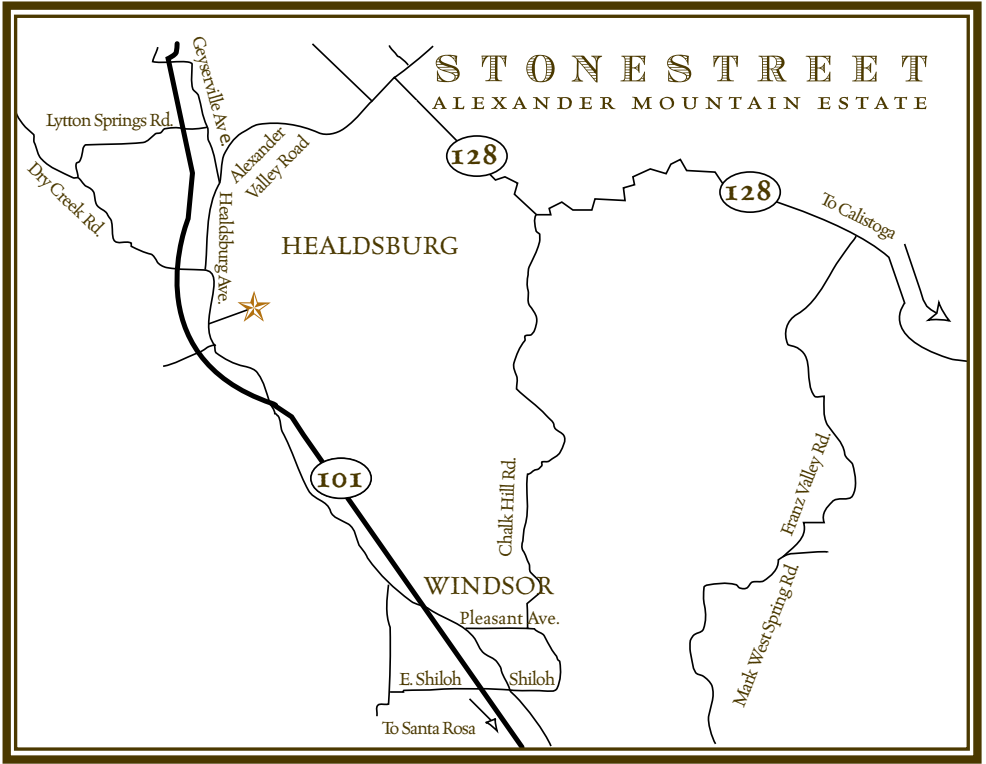 STONESTREET
ALEXANDER MOUNTAIN ESTATE
Geyserville Ave.
Lytton Springs Rd.
Alexander
Valley Road
128
128
Dry Creek Rd.
Healdsburg Ave.
To Calistoga
HEALDSBURG
101
Chalk Hill Rd.
Franz Valley Rd.
WINDSOR
Pleasant Ave.
Mark West Spring Rd.
E. Shiloh
Shiloh
To Santa Rosa